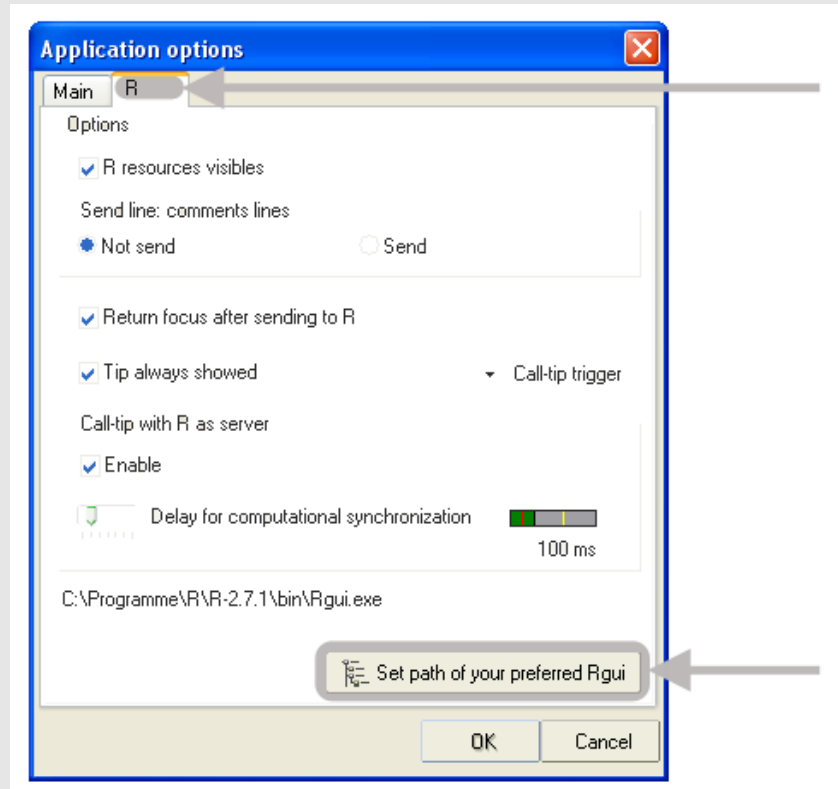 Application options
Main R
Options
R resources visibles
Send line: comments lines
Not send Send
Return focus after sending to R
Tip always showed Call-tip trigger
Call-tip with R as server
Enable
Delay for computational synchronization
100 ms
C:\Programme\R\R-2.7.1\bin\Rgui.exe
Set path of your preferred Rgui
OK Cancel